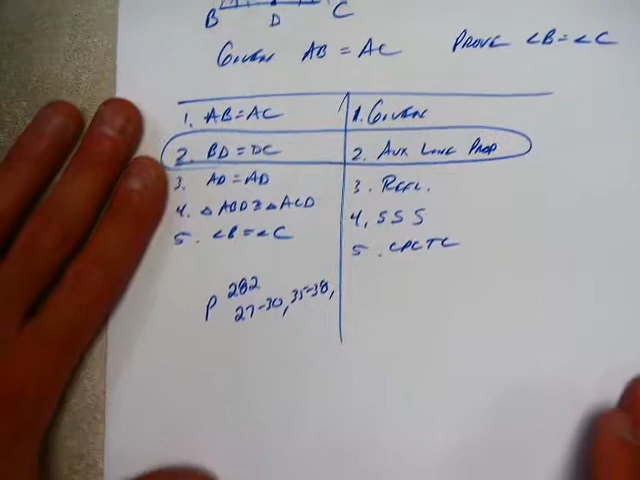 B D C
Given AB = AC Prove ∠B = ∠C
1. AB = AC 1. Given
2. BD = DC 2. Aux Line Prop
3. AD = AD 3. Refl.
4. △ABD ≅ △ACD 4, SSS
5. ∠B = ∠C 5. CPCTC
P 282
27-30, 35-38,